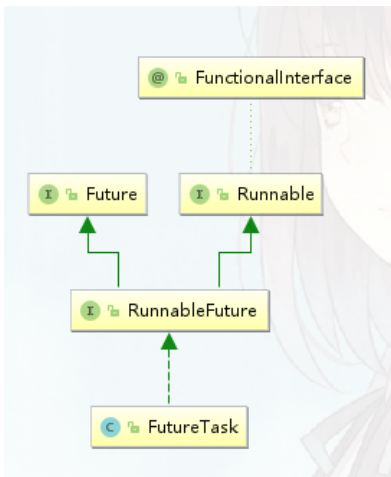 @ FunctionalInterface
I Future
I Runnable
I RunnableFuture
C FutureTask